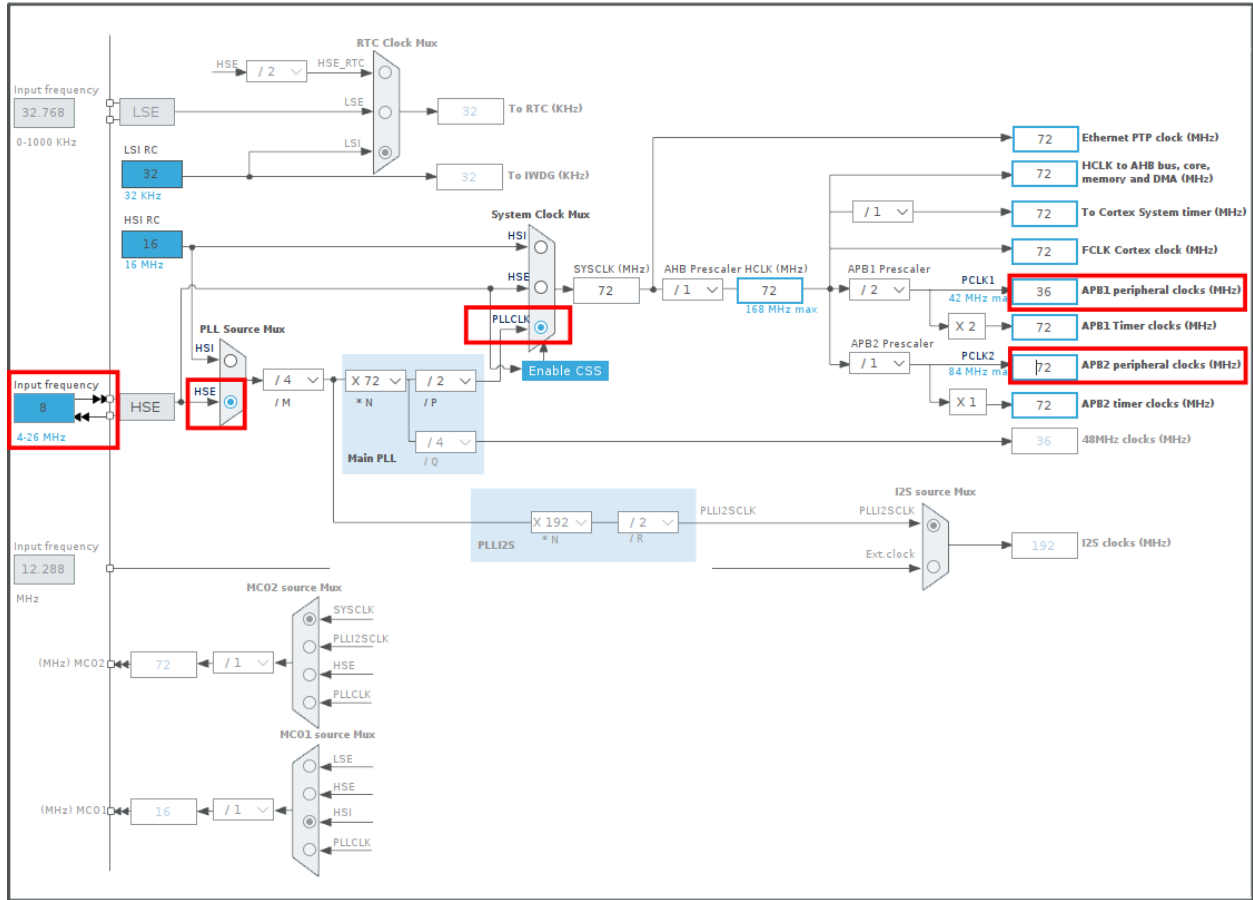 RTC Clock Mux
HSE
/ 2
HSE_RTC
Input frequency
32.768
0-1000 KHz
LSE
LSE
32
To RTC (KHz)
LSI RC
32
32 KHz
LSI
32
To IWDG (KHz)
HSI RC
16
16 MHz
System Clock Mux
HSI
HSE
PLLCLK
SYSCLK (MHz)
72
AHB Prescaler
/ 1
HCLK (MHz)
72
168 MHz max
Enable CSS
72
Ethernet PTP clock (MHz)
72
HCLK to AHB bus, core,
memory and DMA (MHz)
/ 1
72
To Cortex System timer (MHz)
72
FCLK Cortex clock (MHz)
APB1 Prescaler
/ 2
PCLK1
42 MHz ma
36
APB1 peripheral clocks (MHz)
X 2
72
APB1 Timer clocks (MHz)
APB2 Prescaler
/ 1
PCLK2
84 MHz ma
72
APB2 peripheral clocks (MHz)
X 1
72
APB2 timer clocks (MHz)
36
48MHz clocks (MHz)
PLL Source Mux
HSI
HSE
Input frequency
8
4-26 MHz
HSE
/ 4
/ M
X 72
* N
/ 2
/ P
/ 4
/ Q
Main PLL
X 192
* N
/ 2
/ R
PLLI2S
PLLI2SCLK
I2S source Mux
PLLI2SCLK
Ext.clock
192
I2S clocks (MHz)
Input frequency
12.288
MHz
MCO2 source Mux
SYSCLK
PLLI2SCLK
HSE
PLLCLK
(MHz) MCO2
72
/ 1
MCO1 source Mux
LSE
HSE
HSI
PLLCLK
(MHz) MCO1
16
/ 1